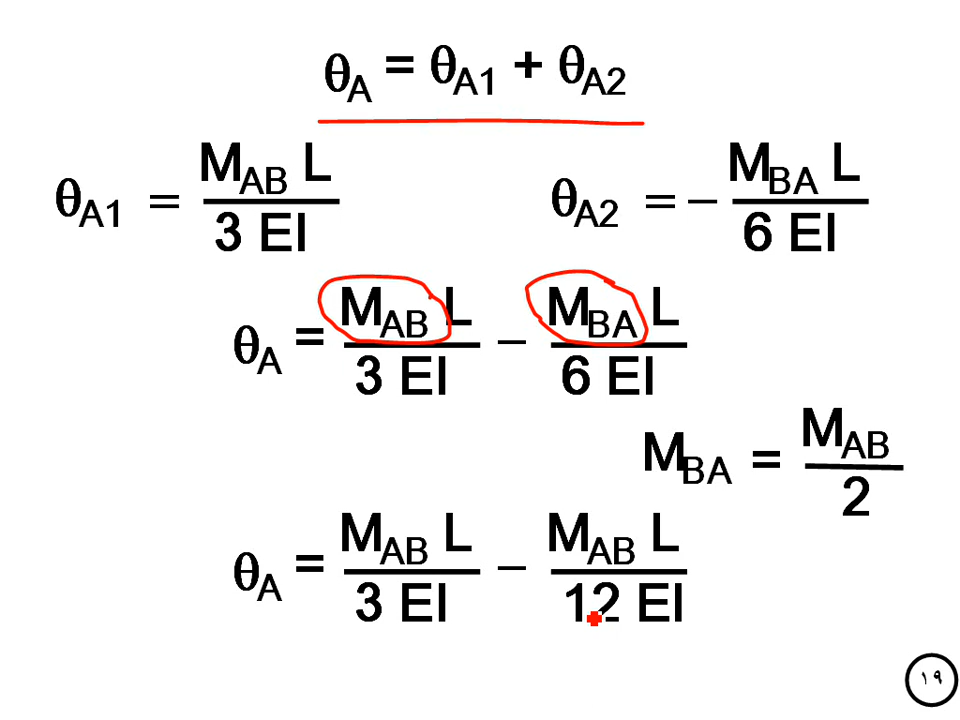 θA = θA1 + θA2
θA1 = MAB L / 3 EI    θA2 = – MBA L / 6 EI
θA = MAB L / 3 EI – MBA L / 6 EI
MBA = MAB / 2
θA = MAB L / 3 EI – MAB L / 12 EI
١٩